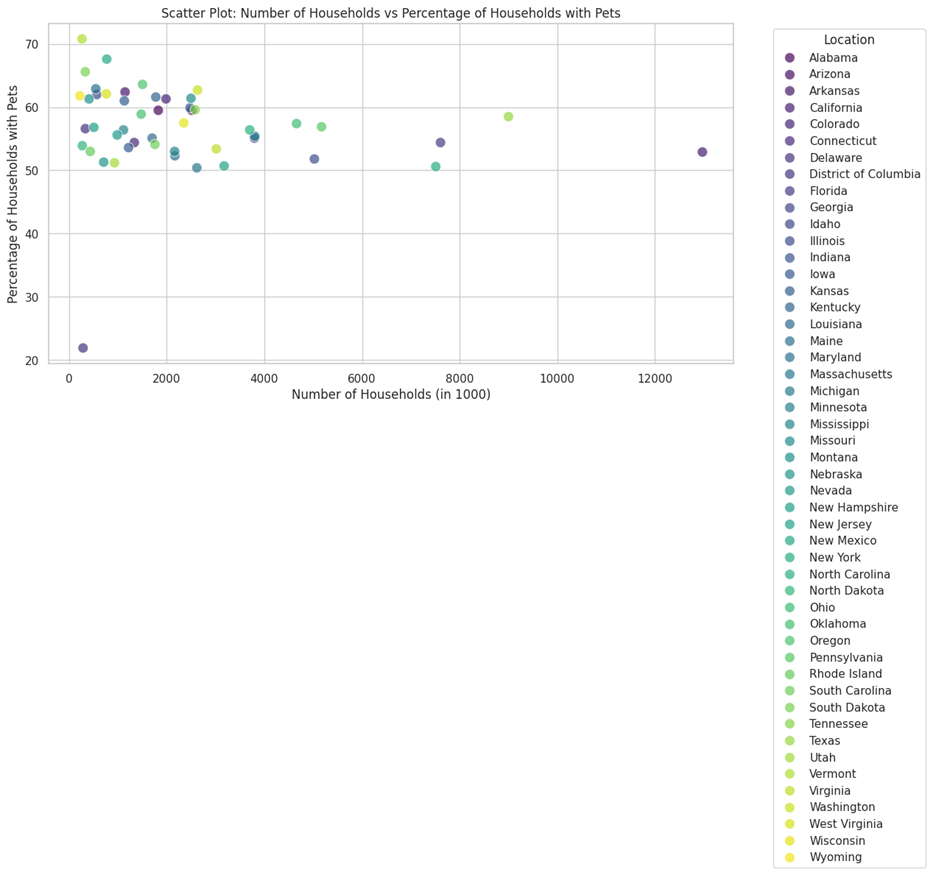 Scatter Plot: Number of Households vs Percentage of Households with Pets
Percentage of Households with Pets
70
60
50
40
30
20
0
2000
4000
6000
8000
10000
12000
Number of Households (in 1000)
Location
Alabama
Arizona
Arkansas
California
Colorado
Connecticut
Delaware
District of Columbia
Florida
Georgia
Idaho
Illinois
Indiana
Iowa
Kansas
Kentucky
Louisiana
Maine
Maryland
Massachusetts
Michigan
Minnesota
Mississippi
Missouri
Montana
Nebraska
Nevada
New Hampshire
New Jersey
New Mexico
New York
North Carolina
North Dakota
Ohio
Oklahoma
Oregon
Pennsylvania
Rhode Island
South Carolina
South Dakota
Tennessee
Texas
Utah
Vermont
Virginia
Washington
West Virginia
Wisconsin
Wyoming